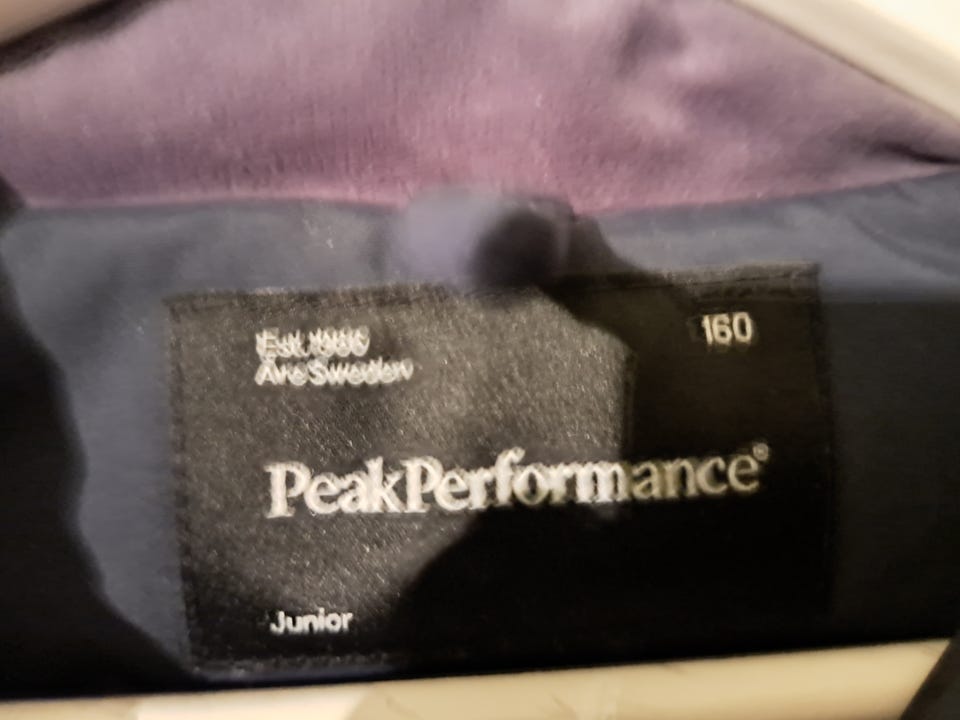 Est. 1986
Åre Sweden
160
PeakPerformance®
Junior